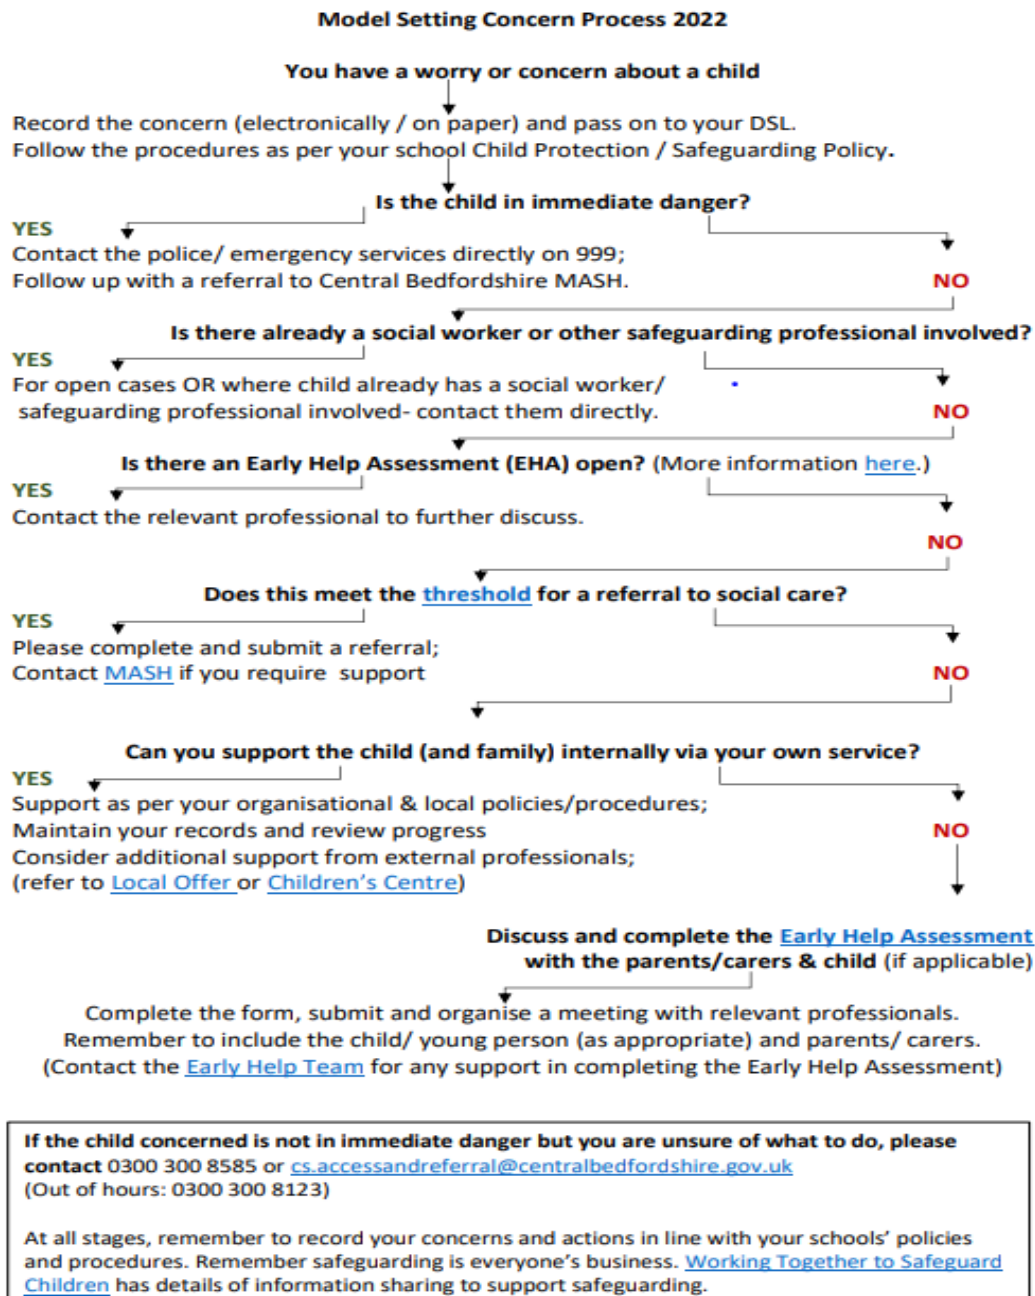 Model Setting Concern Process 2022
You have a worry or concern about a child
Record the concern (electronically / on paper) and pass on to your DSL.
Follow the procedures as per your school Child Protection / Safeguarding Policy.
Is the child in immediate danger?
YES
Contact the police/ emergency services directly on 999;
Follow up with a referral to Central Bedfordshire MASH.
NO
Is there already a social worker or other safeguarding professional involved?
YES
For open cases OR where child already has a social worker/
safeguarding professional involved- contact them directly.
NO
Is there an Early Help Assessment (EHA) open? (More information here.)
YES
Contact the relevant professional to further discuss.
NO
Does this meet the threshold for a referral to social care?
YES
Please complete and submit a referral;
Contact MASH if you require support
NO
Can you support the child (and family) internally via your own service?
YES
Support as per your organisational & local policies/procedures;
Maintain your records and review progress
NO
Consider additional support from external professionals;
(refer to Local Offer or Children's Centre)
Discuss and complete the Early Help Assessment
with the parents/carers & child (if applicable)
Complete the form, submit and organise a meeting with relevant professionals.
Remember to include the child/ young person (as appropriate) and parents/ carers.
(Contact the Early Help Team for any support in completing the Early Help Assessment)
If the child concerned is not in immediate danger but you are unsure of what to do, please
contact 0300 300 8585 or cs.accessandreferral@centralbedfordshire.gov.uk
(Out of hours: 0300 300 8123)
At all stages, remember to record your concerns and actions in line with your schools' policies
and procedures. Remember safeguarding is everyone's business. Working Together to Safeguard
Children has details of information sharing to support safeguarding.